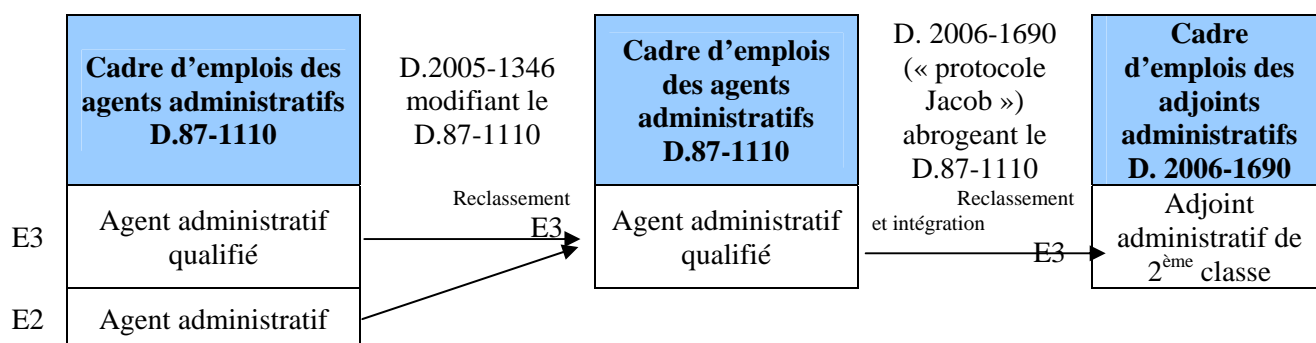 Cadre d'emplois des
agents administratifs
D.87-1110
D.2005-1346
modifiant le
D.87-1110
Cadre d'emplois
des agents
administratifs
D.87-1110
D. 2006-1690
(« protocole
Jacob »)
abrogeant le
D.87-1110
Cadre
d'emplois des
adjoints
administratifs
D. 2006-1690
E3
Agent administratif
qualifié
Reclassement
E3
Agent administratif
qualifié
Reclassement
et intégration
E3
Adjoint
administratif de
2ème classe
E2
Agent administratif